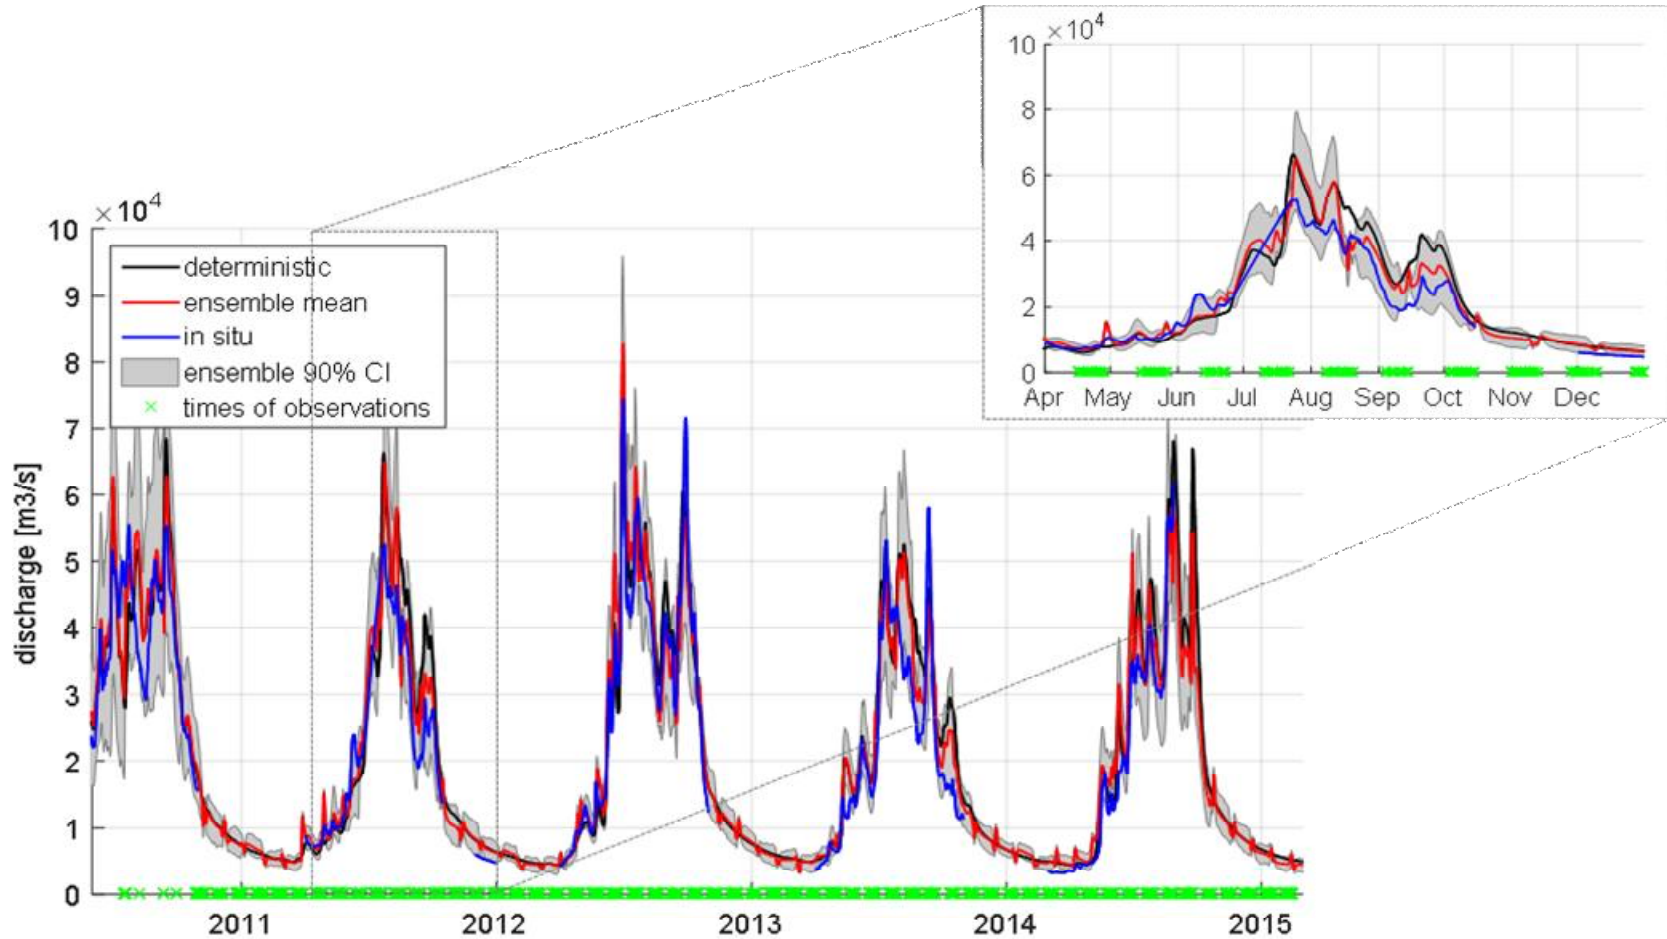 ×10⁴
10
8
6
4
2
0
Apr May Jun Jul Aug Sep Oct Nov Dec
×10⁴
10
9
8
7
6
5
4
3
2
1
0
discharge [m3/s]
deterministic
ensemble mean
in situ
ensemble 90% CI
times of observations
2011 2012 2013 2014 2015